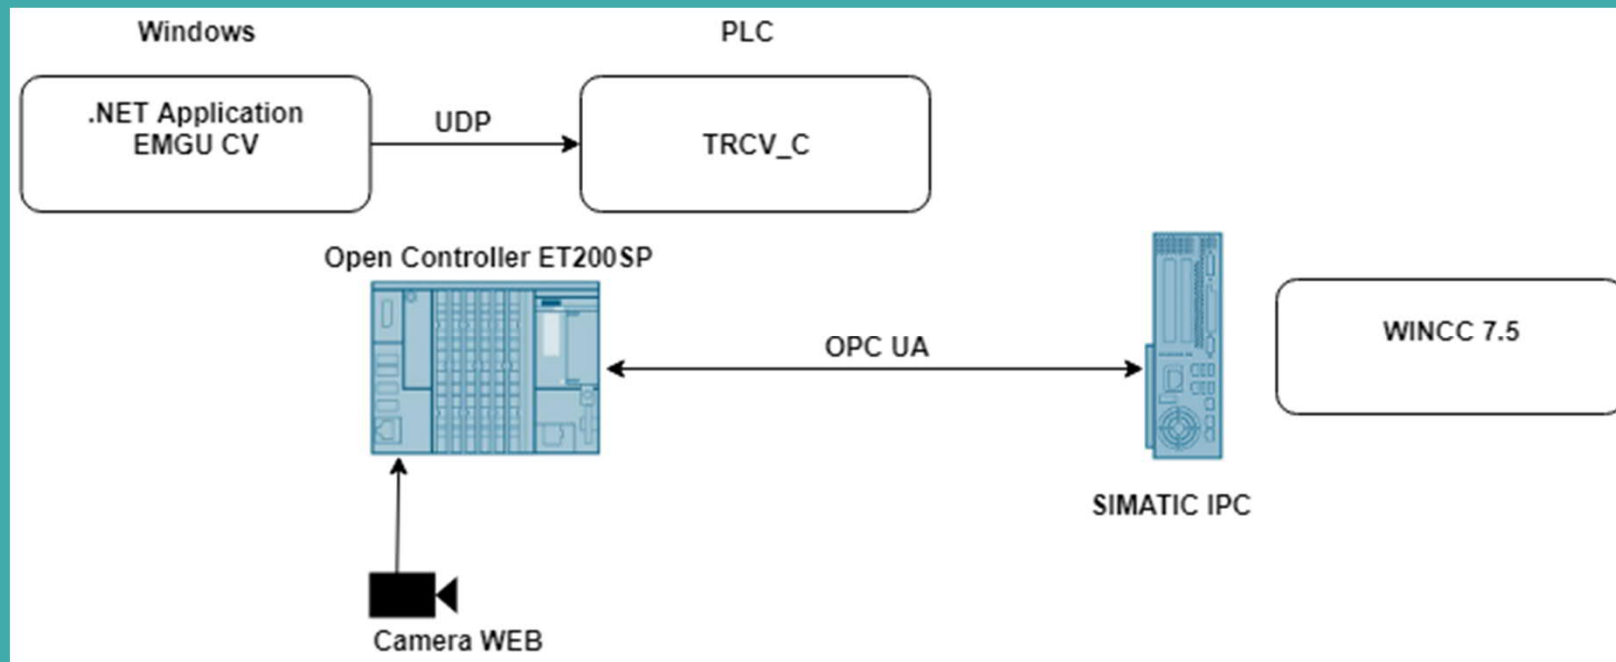 Windows
PLC
.NET Application
EMGU CV
UDP
TRCV_C
Open Controller ET200SP
OPC UA
WINCC 7.5
SIMATIC IPC
Camera WEB